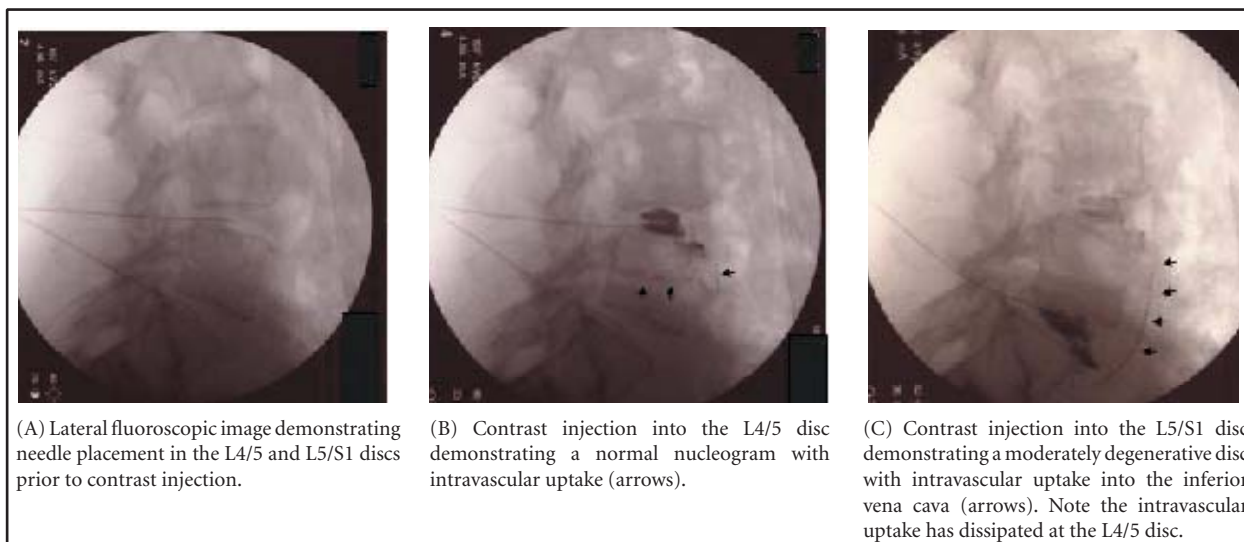 (A) Lateral fluoroscopic image demonstrating
needle placement in the L4/5 and L5/S1 discs
prior to contrast injection.
(B) Contrast injection into the L4/5 disc
demonstrating a normal nucleogram with
intravascular uptake (arrows).
(C) Contrast injection into the L5/S1 disc
demonstrating a moderately degenerative disc
with intravascular uptake into the inferior
vena cava (arrows). Note the intravascular
uptake has dissipated at the L4/5 disc.